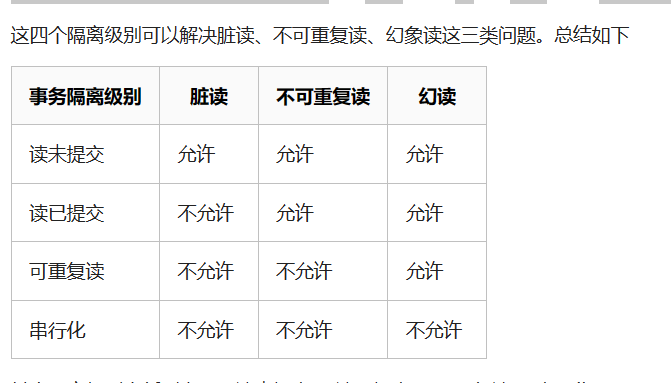 这四个隔离级别可以解决脏读、不可重复读、幻象读这三类问题。总结如下
事务隔离级别 脏读 不可重复读 幻读
读未提交 允许 允许 允许
读已提交 不允许 允许 允许
可重复读 不允许 不允许 允许
串行化 不允许 不允许 不允许